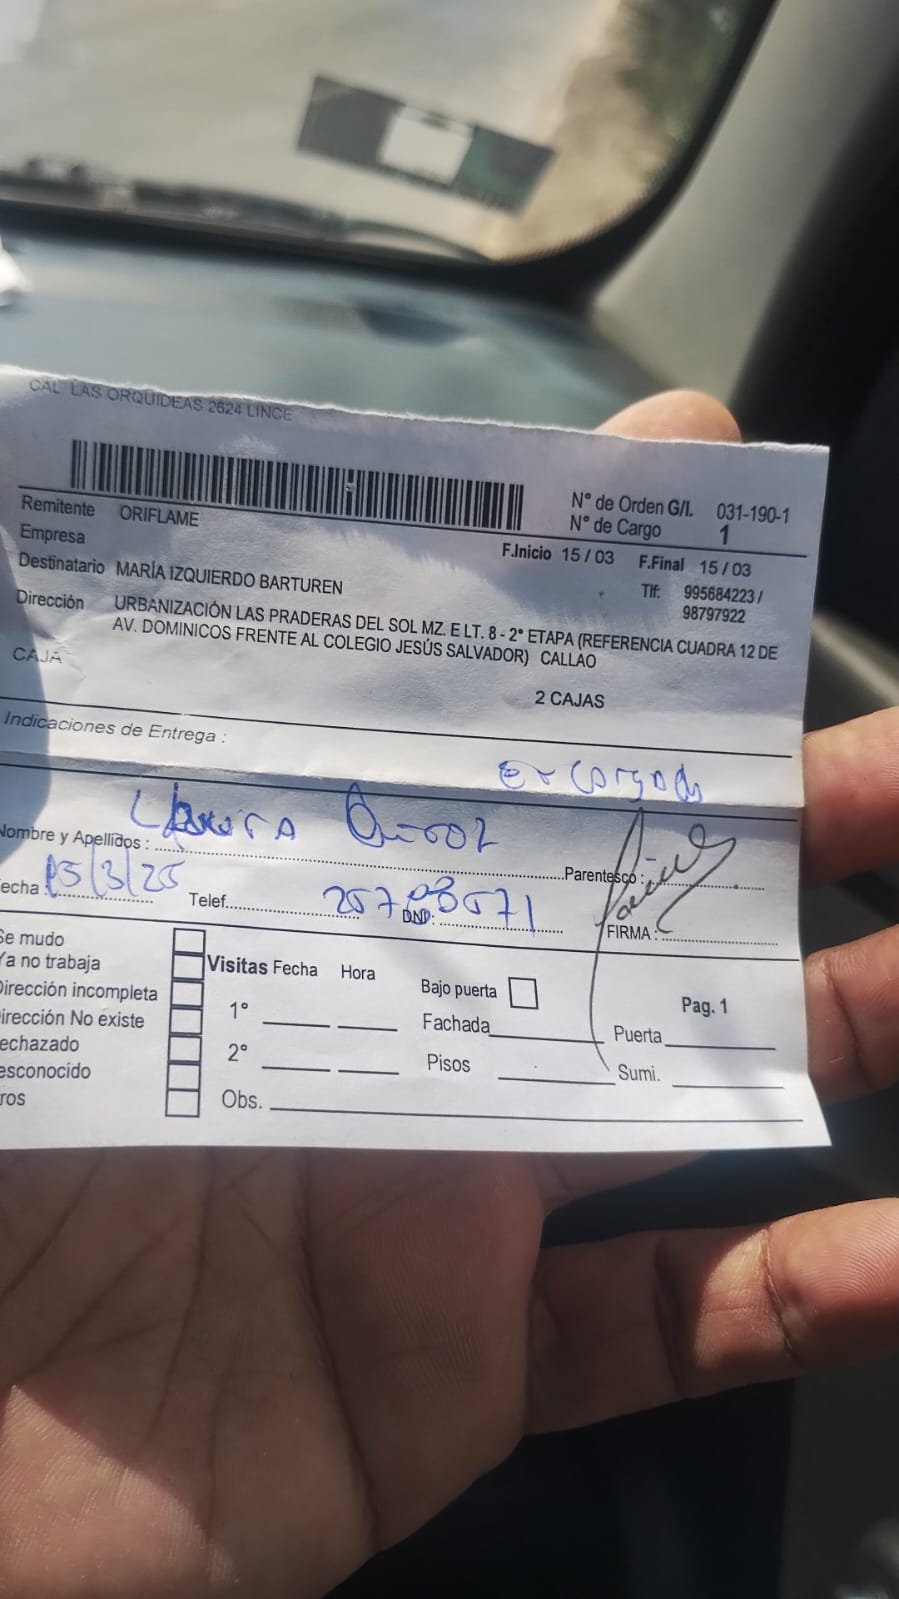 CAL LAS ORQUIDEAS 2624 LINCE
N° de Orden G/I. 031-190-1
N° de Cargo 1
Remitente ORIFLAME
Empresa
F.Inicio 15 / 03 F.Final 15 / 03
Destinatario MARÍA IZQUIERDO BARTUREN
Tlf: 995684223 /
98797922
Dirección URBANIZACIÓN LAS PRADERAS DEL SOL MZ. E LT. 8 - 2° ETAPA (REFERENCIA CUADRA 12 DE
AV. DOMINICOS FRENTE AL COLEGIO JESÚS SALVADOR) CALLAO
CAJA
2 CAJAS
Indicaciones de Entrega :
Encargada
Nombre y Apellidos : Quiroz
Parentesco :
echa : 15/3/25 Telef. DNI: 25783571 FIRMA :
Se mudo
Ya no trabaja
Dirección incompleta
irección No existe
echazado
esconocido
ros
Visitas Fecha Hora
1°
2°
Obs.
Bajo puerta
Fachada
Pisos
Pag. 1
Puerta
Sumi.